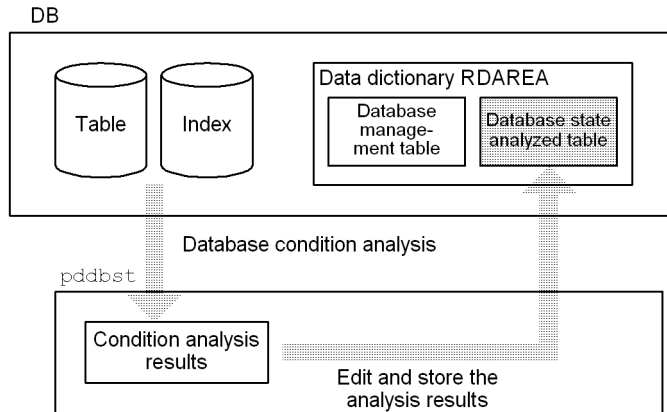 DB
Data dictionary RDAREA
Table
Index
Database
manage-
ment table
Database state
analyzed table
Database condition analysis
pddbst
Condition analysis
results
Edit and store the
analysis results